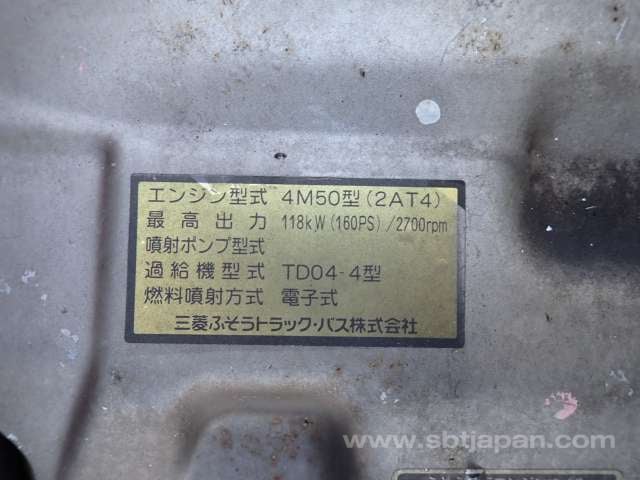 エンジン型式 4M50型(2AT4)
最高出力 118kW(160PS)/2700rpm
噴射ポンプ型式
過給機型式 TD04-4型
燃料噴射方式 電子式
三菱ふそうトラック・バス株式会社
www.sbtjapan.com